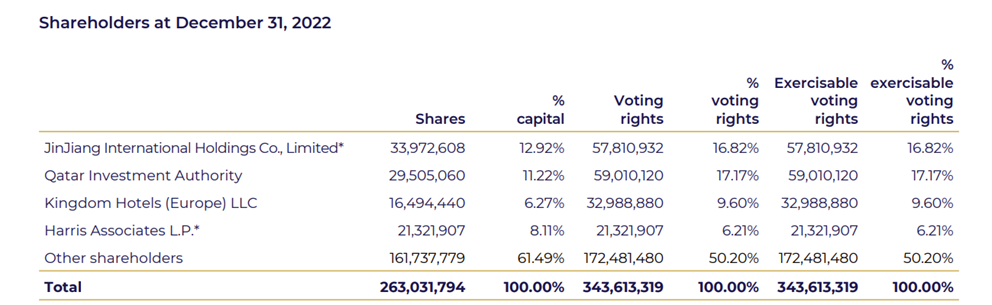 Shareholders at December 31, 2022
%
% % Exercisable exercisable
% Voting voting voting voting
Shares capital rights rights rights rights
JinJiang International Holdings Co., Limited* 33,972,608 12.92% 57,810,932 16.82% 57,810,932 16.82%
Qatar Investment Authority 29,505,060 11.22% 59,010,120 17.17% 59,010,120 17.17%
Kingdom Hotels (Europe) LLC 16,494,440 6.27% 32,988,880 9.60% 32,988,880 9.60%
Harris Associates L.P.* 21,321,907 8.11% 21,321,907 6.21% 21,321,907 6.21%
Other shareholders 161,737,779 61.49% 172,481,480 50.20% 172,481,480 50.20%
Total 263,031,794 100.00% 343,613,319 100.00% 343,613,319 100.00%